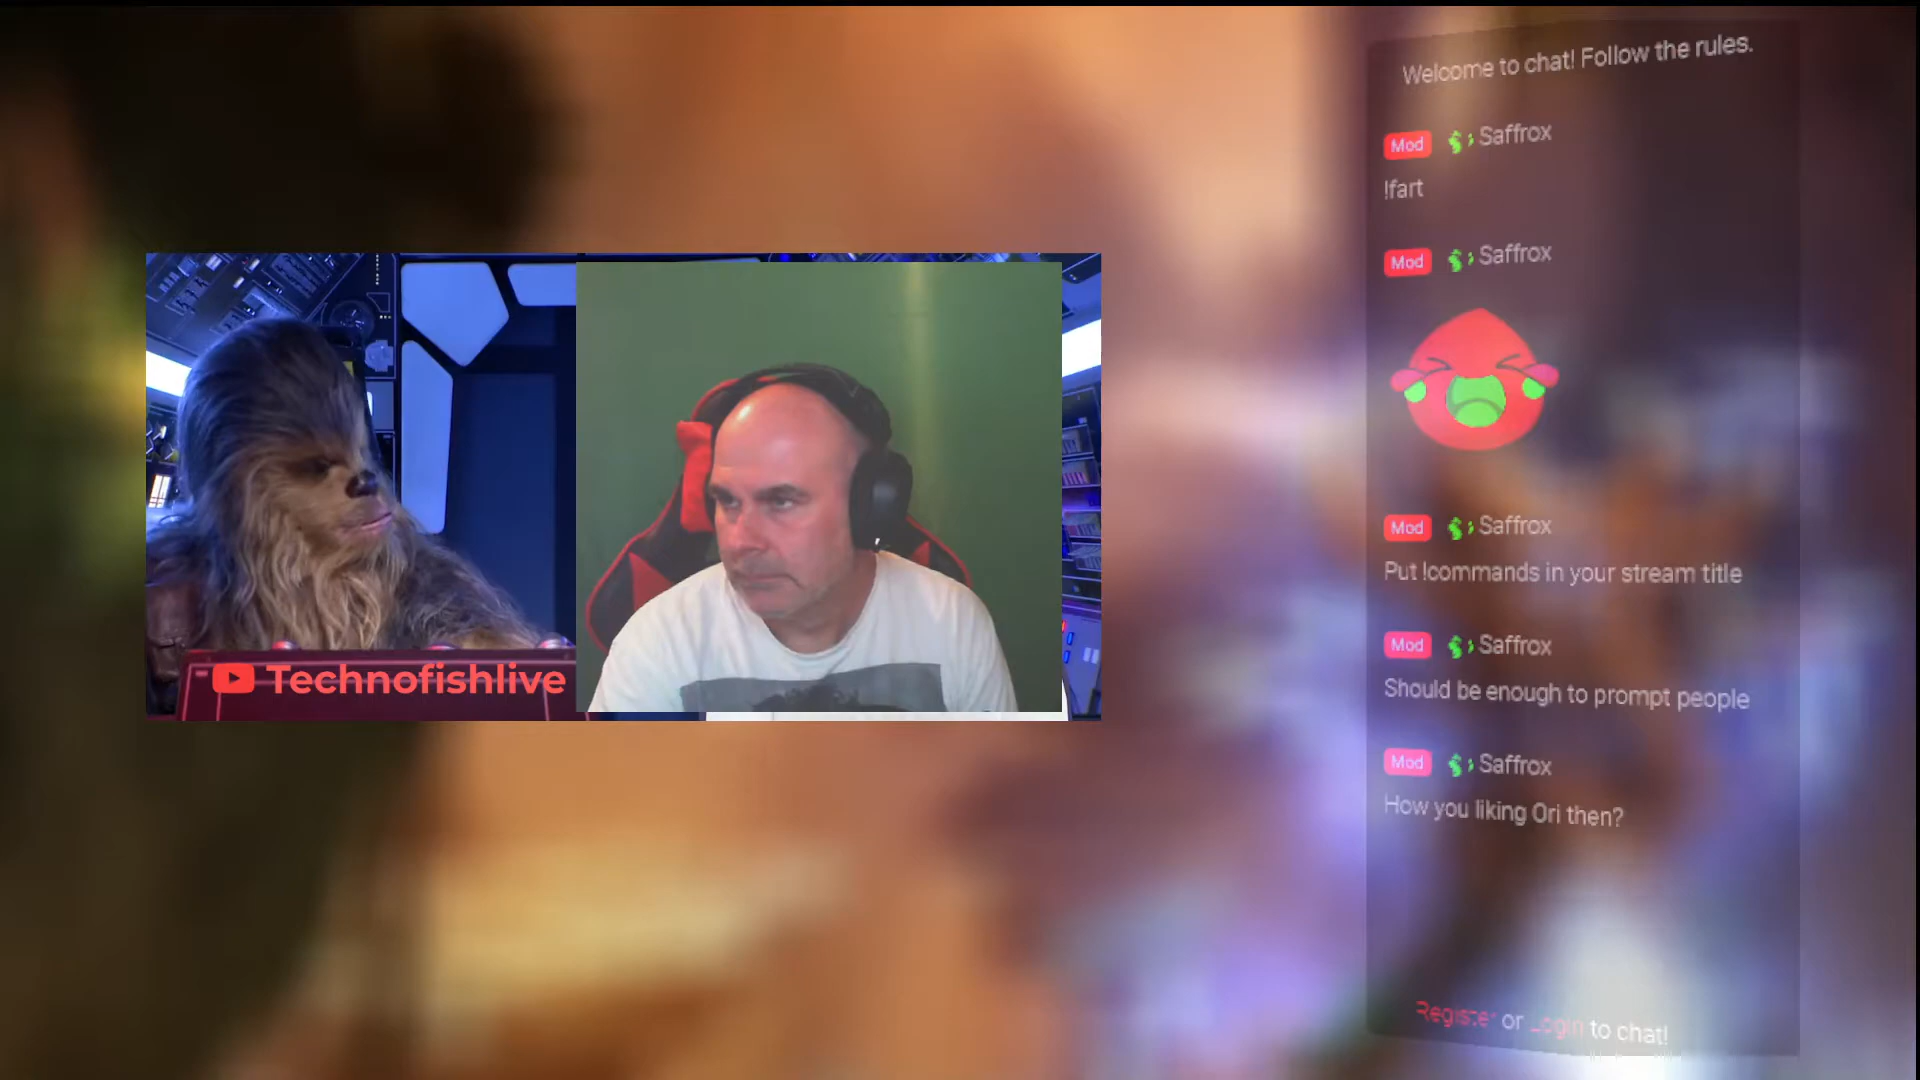 Welcome to chat! Follow the rules.
Mod Saffrox
!fart
Mod Saffrox
Mod Saffrox
Put !commands in your stream title
Mod Saffrox
Should be enough to prompt people
Mod Saffrox
How you liking Ori then?
Register or Login to chat!
Technofishlive